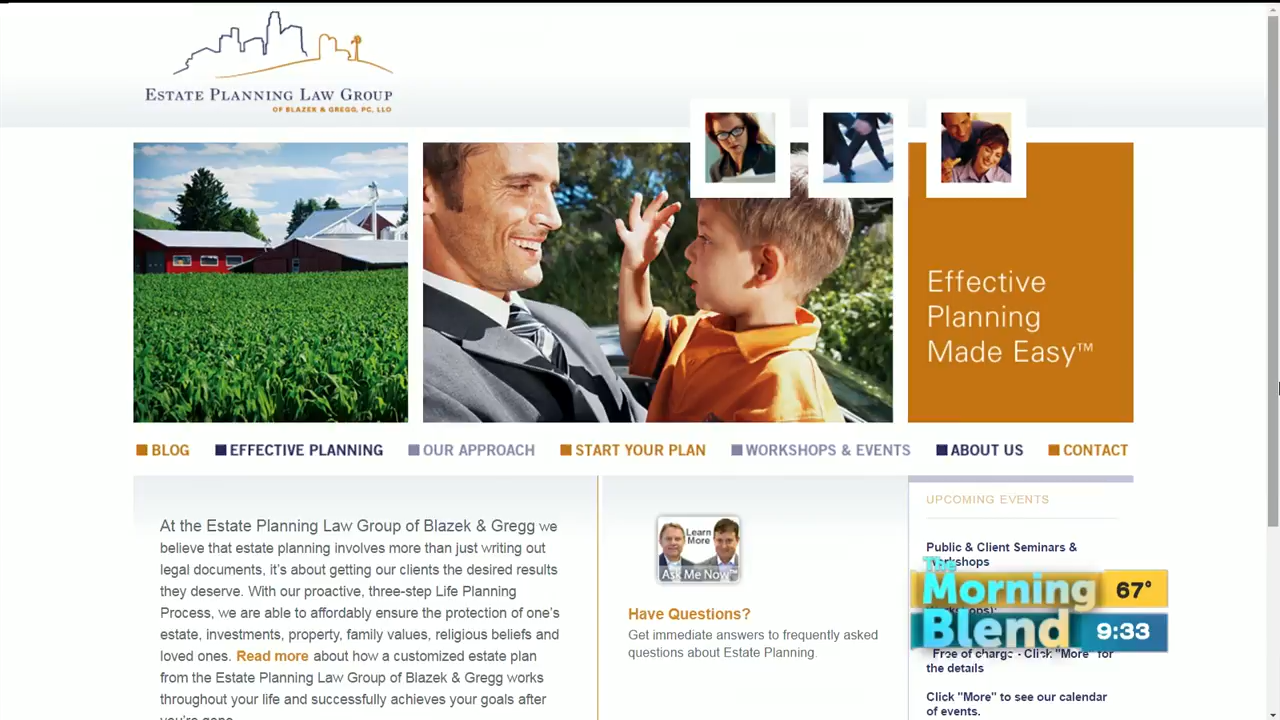 ESTATE PLANNING LAW GROUP
OF BLAZEK & GREGG, PC, LLO
Effective
Planning
Made Easy™
BLOG EFFECTIVE PLANNING OUR APPROACH START YOUR PLAN WORKSHOPS & EVENTS ABOUT US CONTACT
At the Estate Planning Law Group of Blazek & Gregg we
believe that estate planning involves more than just writing out
legal documents, it's about getting our clients the desired results
they deserve. With our proactive, three-step Life Planning
Process, we are able to affordably ensure the protection of one's
estate, investments, property, family values, religious beliefs and
loved ones. Read more about how a customized estate plan
from the Estate Planning Law Group of Blazek & Gregg works
throughout your life and successfully achieves your goals after
you're gone.
Learn
More
Ask Me Now™
Have Questions?
Get immediate answers to frequently asked
questions about Estate Planning.
UPCOMING EVENTS
Public & Client Seminars &
Workshops
Free of charge - Click "More" for
the details
Click "More" to see our calendar
of events.
The
Morning
Blend
67°
9:33